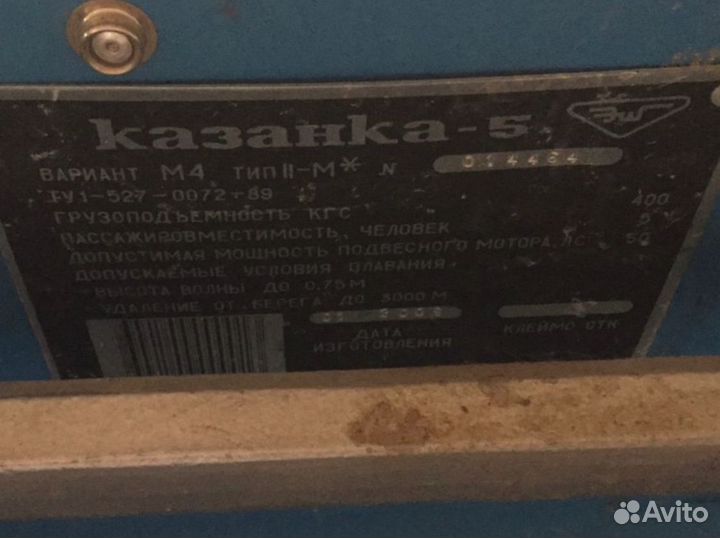 Казанка-5
ВАРИАНТ М4 ТИП II-М* N 014464
ТУ1-527-0072-89
ГРУЗОПОДЪЕМНОСТЬ КГС 400
ПАССАЖИРОВМЕСТИМОСТЬ, ЧЕЛОВЕК 5
ДОПУСТИМАЯ МОЩНОСТЬ ПОДВЕСНОГО МОТОРА, ЛС 50
ДОПУСКАЕМЫЕ УСЛОВИЯ ПЛАВАНИЯ
ВЫСОТА ВОЛНЫ ДО 0.75 М
УДАЛЕНИЕ ОТ БЕРЕГА ДО 3000 М
ДАТА ИЗГОТОВЛЕНИЯ
КЛЕЙМО ОТК
Avito